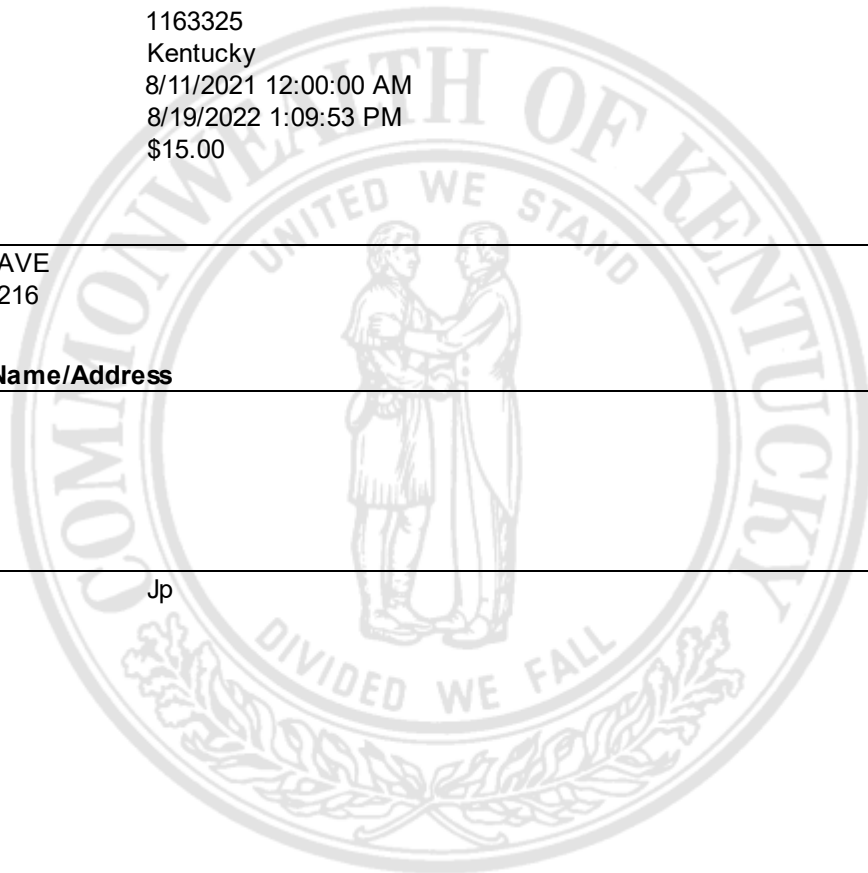 1163325
Kentucky
8/11/2021 12:00:00 AM
8/19/2022 1:09:53 PM
$15.00
AVE
216
Name/Address
Jp
COMMONWEALTH OF KENTUCKY
UNITED WE STAND
DIVIDED WE FALL